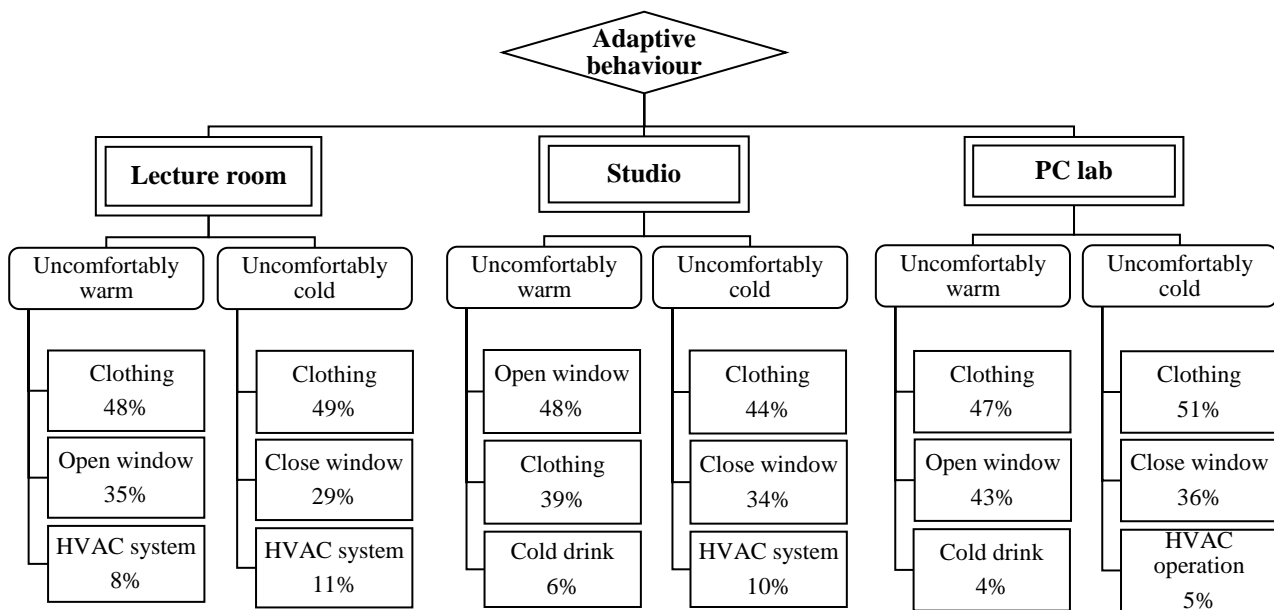 Adaptive
behaviour
Lecture room
Studio
PC lab
Uncomfortably
warm
Uncomfortably
cold
Uncomfortably
warm
Uncomfortably
cold
Uncomfortably
warm
Uncomfortably
cold
Clothing
48%
Open window
35%
HVAC system
8%
Clothing
49%
Close window
29%
HVAC system
11%
Open window
48%
Clothing
39%
Cold drink
6%
Clothing
44%
Close window
34%
HVAC system
10%
Clothing
47%
Open window
43%
Cold drink
4%
Clothing
51%
Close window
36%
HVAC
operation
5%